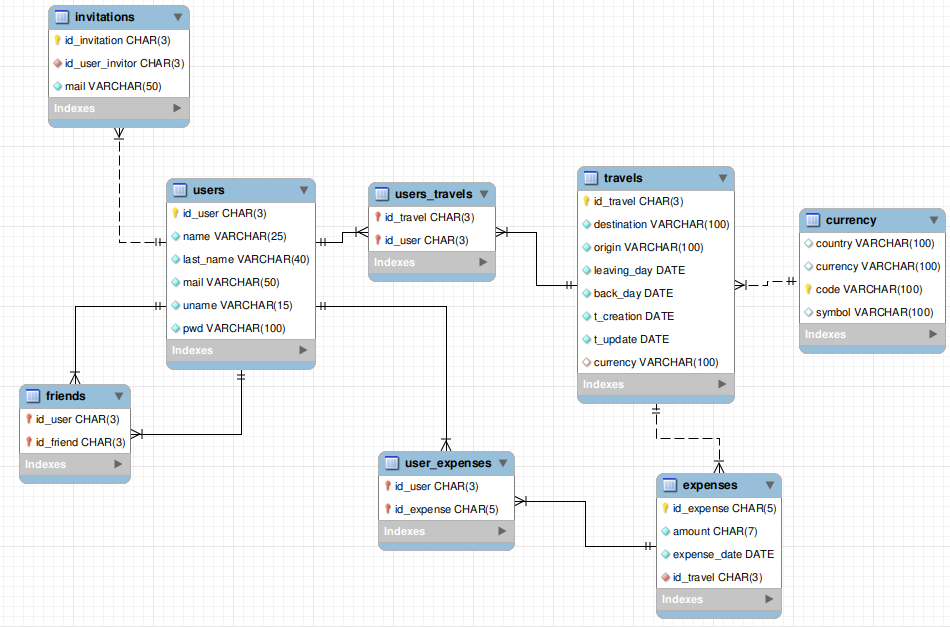 invitations
id_invitation CHAR(3)
id_user_invitor CHAR(3)
mail VARCHAR(50)
Indexes
users
id_user CHAR(3)
name VARCHAR(25)
last_name VARCHAR(40)
mail VARCHAR(50)
uname VARCHAR(15)
pwd VARCHAR(100)
Indexes
users_travels
id_travel CHAR(3)
id_user CHAR(3)
Indexes
travels
id_travel CHAR(3)
destination VARCHAR(100)
origin VARCHAR(100)
leaving_day DATE
back_day DATE
t_creation DATE
t_update DATE
currency VARCHAR(100)
Indexes
currency
country VARCHAR(100)
currency VARCHAR(100)
code VARCHAR(100)
symbol VARCHAR(100)
Indexes
friends
id_user CHAR(3)
id_friend CHAR(3)
Indexes
user_expenses
id_user CHAR(3)
id_expense CHAR(5)
Indexes
expenses
id_expense CHAR(5)
amount CHAR(7)
expense_date DATE
id_travel CHAR(3)
Indexes